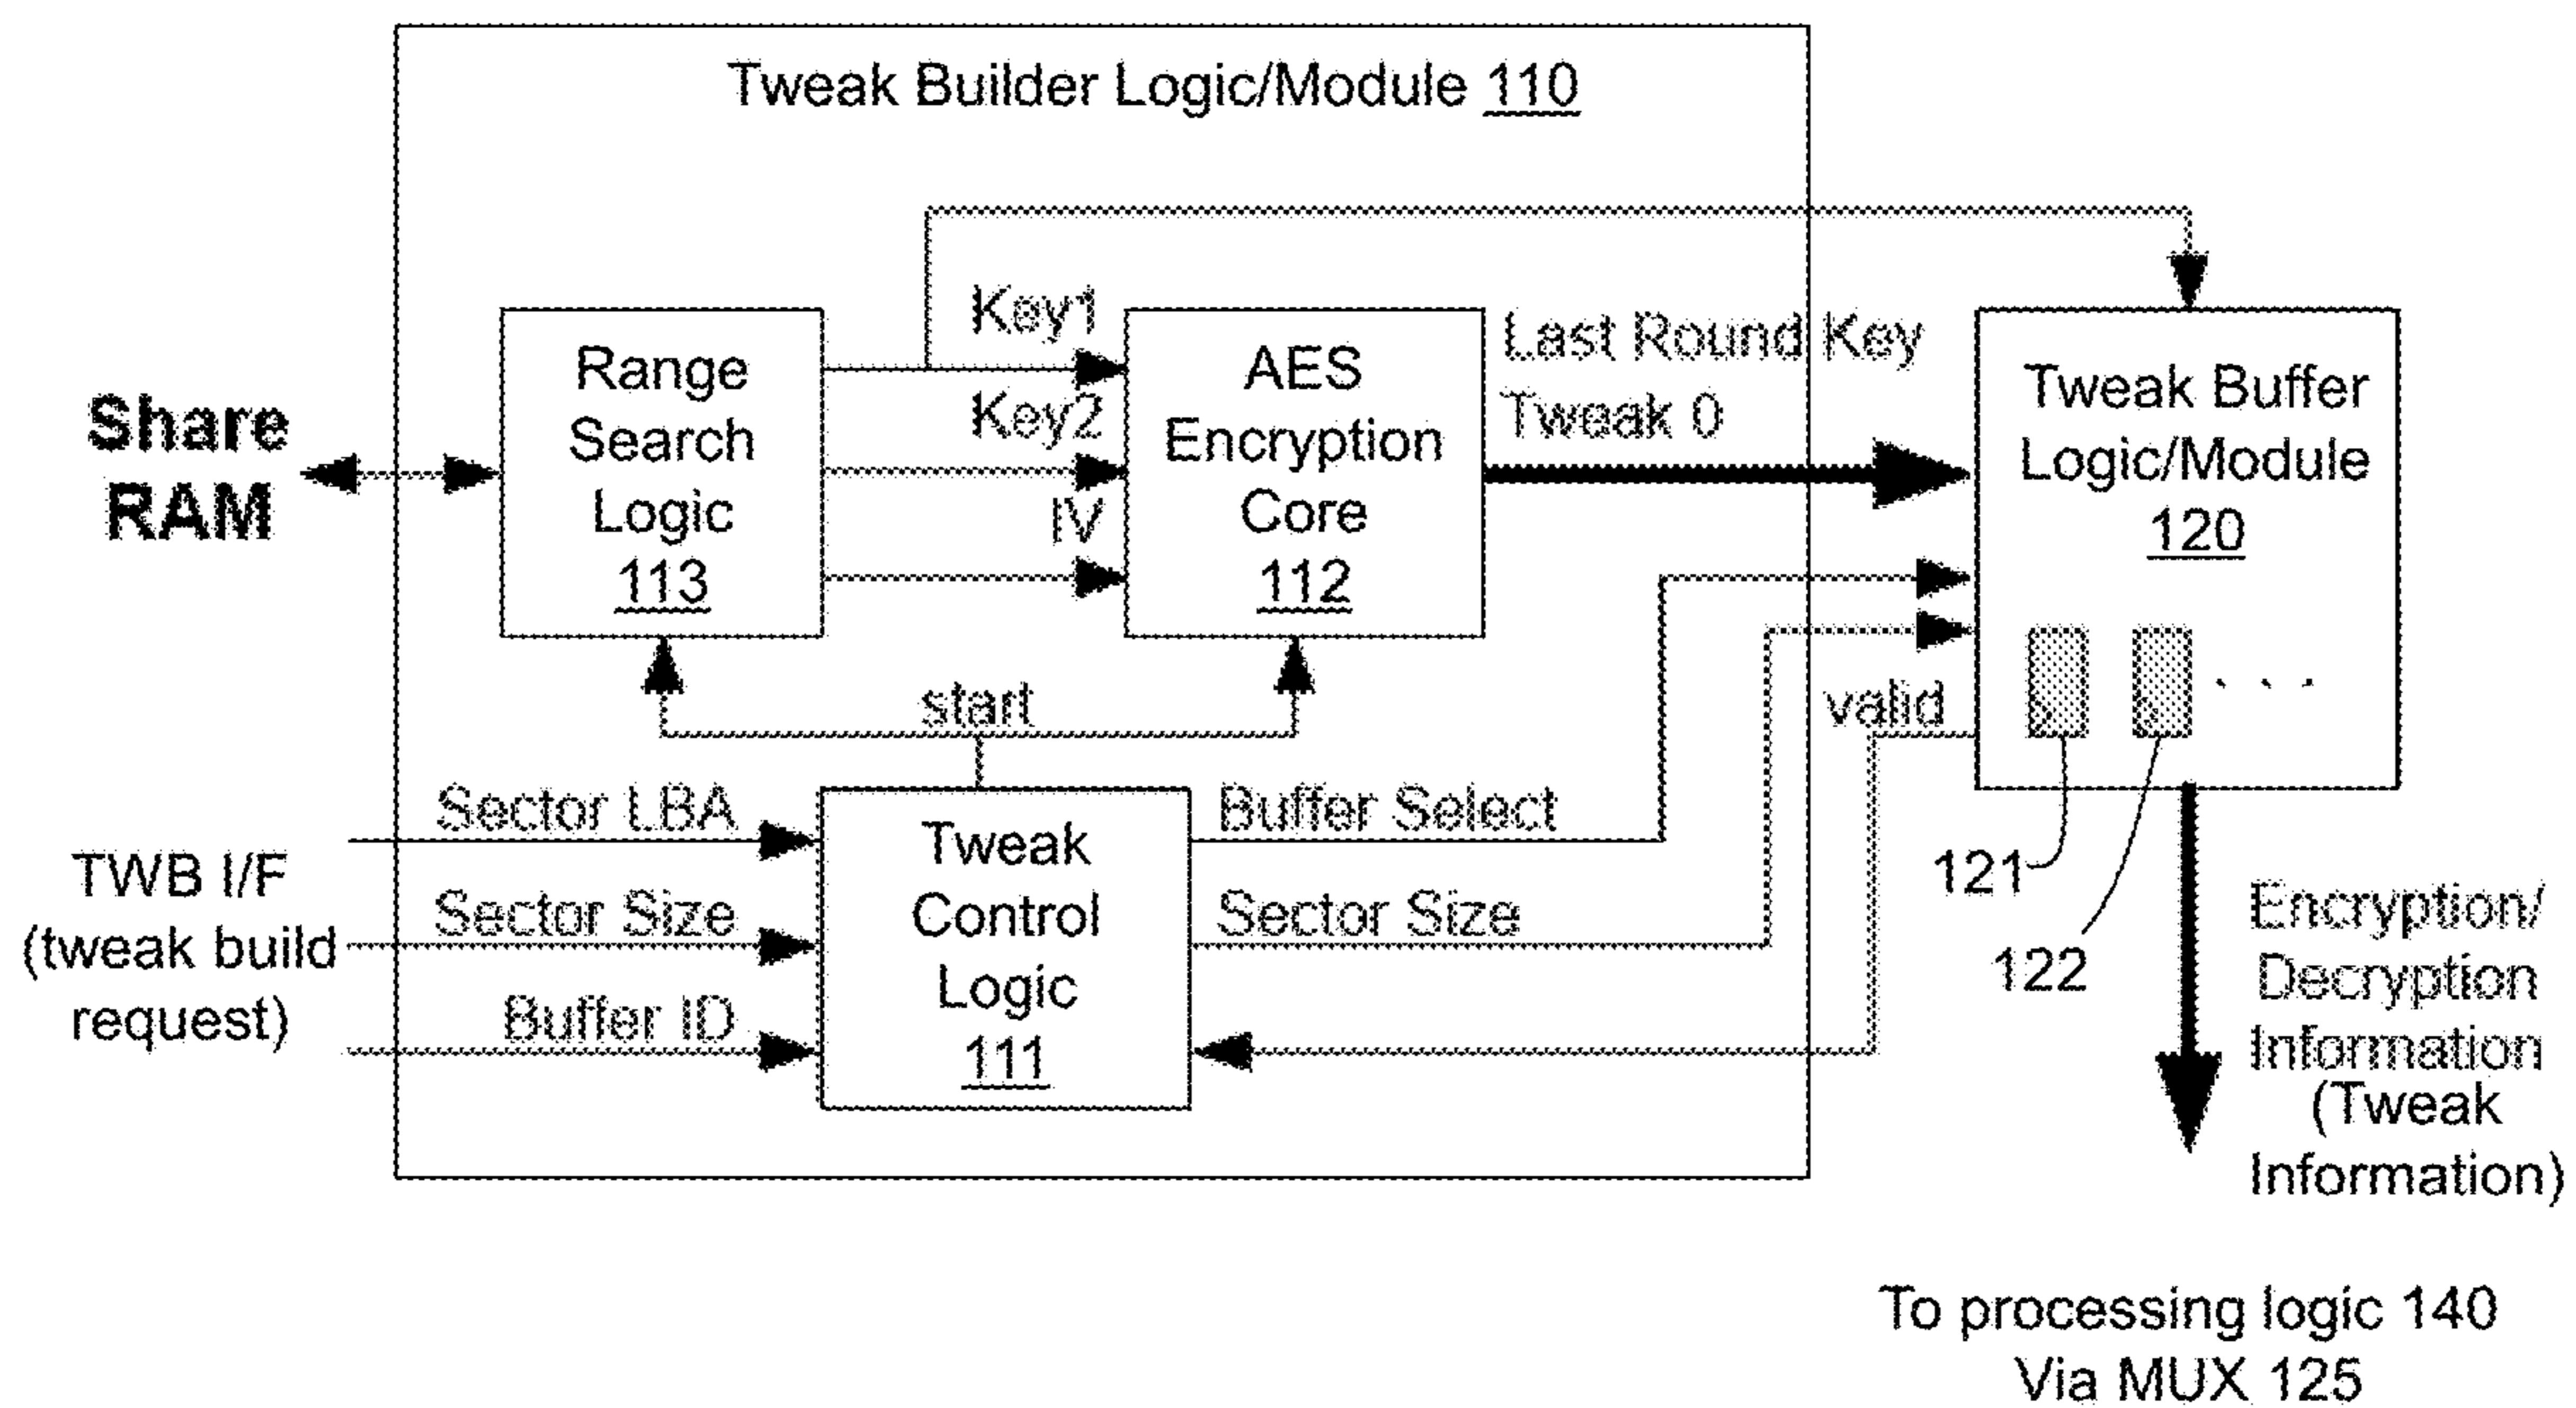 Tweak Builder Logic/Module 110
Share
RAM
Range
Search
Logic
113
Key1
Key2
IV
AES
Encryption
Core
112
Last Round Key
Tweak 0
Tweak Buffer
Logic/Module
120
start
valid
121
122
TWB I/F
(tweak build
request)
Sector LBA
Sector Size
Buffer ID
Tweak
Control
Logic
111
Buffer Select
Sector Size
Encryption/
Decryption
Information
(Tweak
Information)
To processing logic 140
Via MUX 125